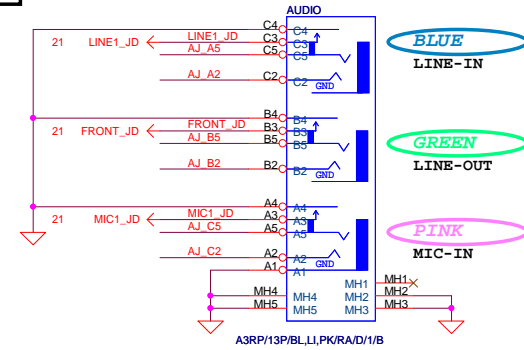 AUDIO
C4 C4
21 LINE1_JD LINE1_JD C3 C3 BLUE
AJ_A5 C5 C5 LINE-IN
AJ_A2 C2 C2
GND
B4 B4
21 FRONT_JD FRONT_JD B3 B3
AJ_B5 B5 B5 GREEN
LINE-OUT
AJ_B2 B2 B2
GND
A4 A4
21 MIC1_JD MIC1_JD A3 A3 PINK
AJ_C5 A5 A5
MIC-IN
AJ_C2 A2 A2
GND
A1 A1
MH1 MH1
MH4 MH4 MH2 MH2
MH5 MH5 MH3 MH3
A3RP/13P/BL,LI,PK/RA/D/1/B